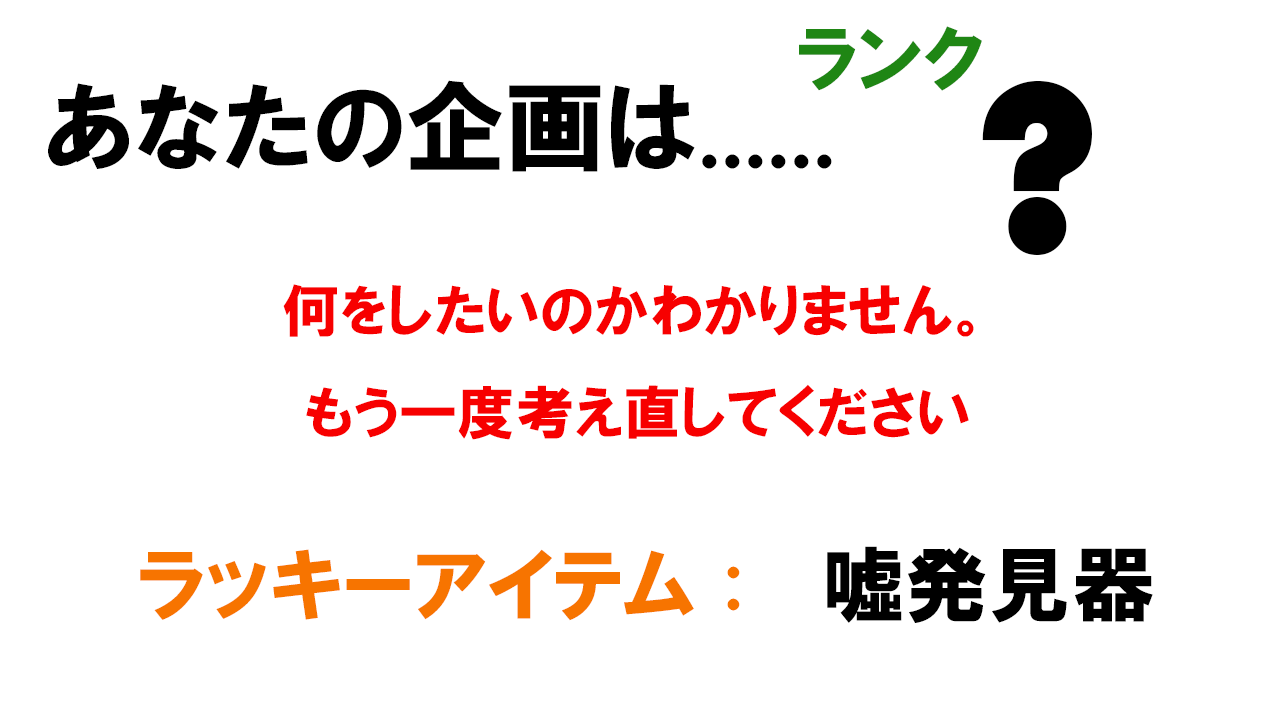 ランク
あなたの企画は......
?
何をしたいのかわかりません。
もう一度考え直してください
ラッキーアイテム： 嘘発見器